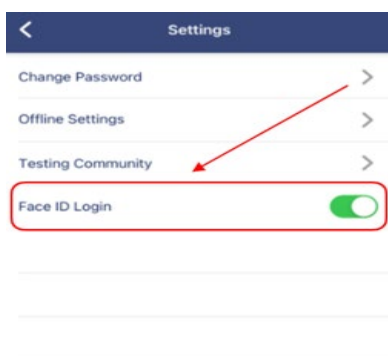 Settings
Change Password
Offline Settings
Testing Community
Face ID Login